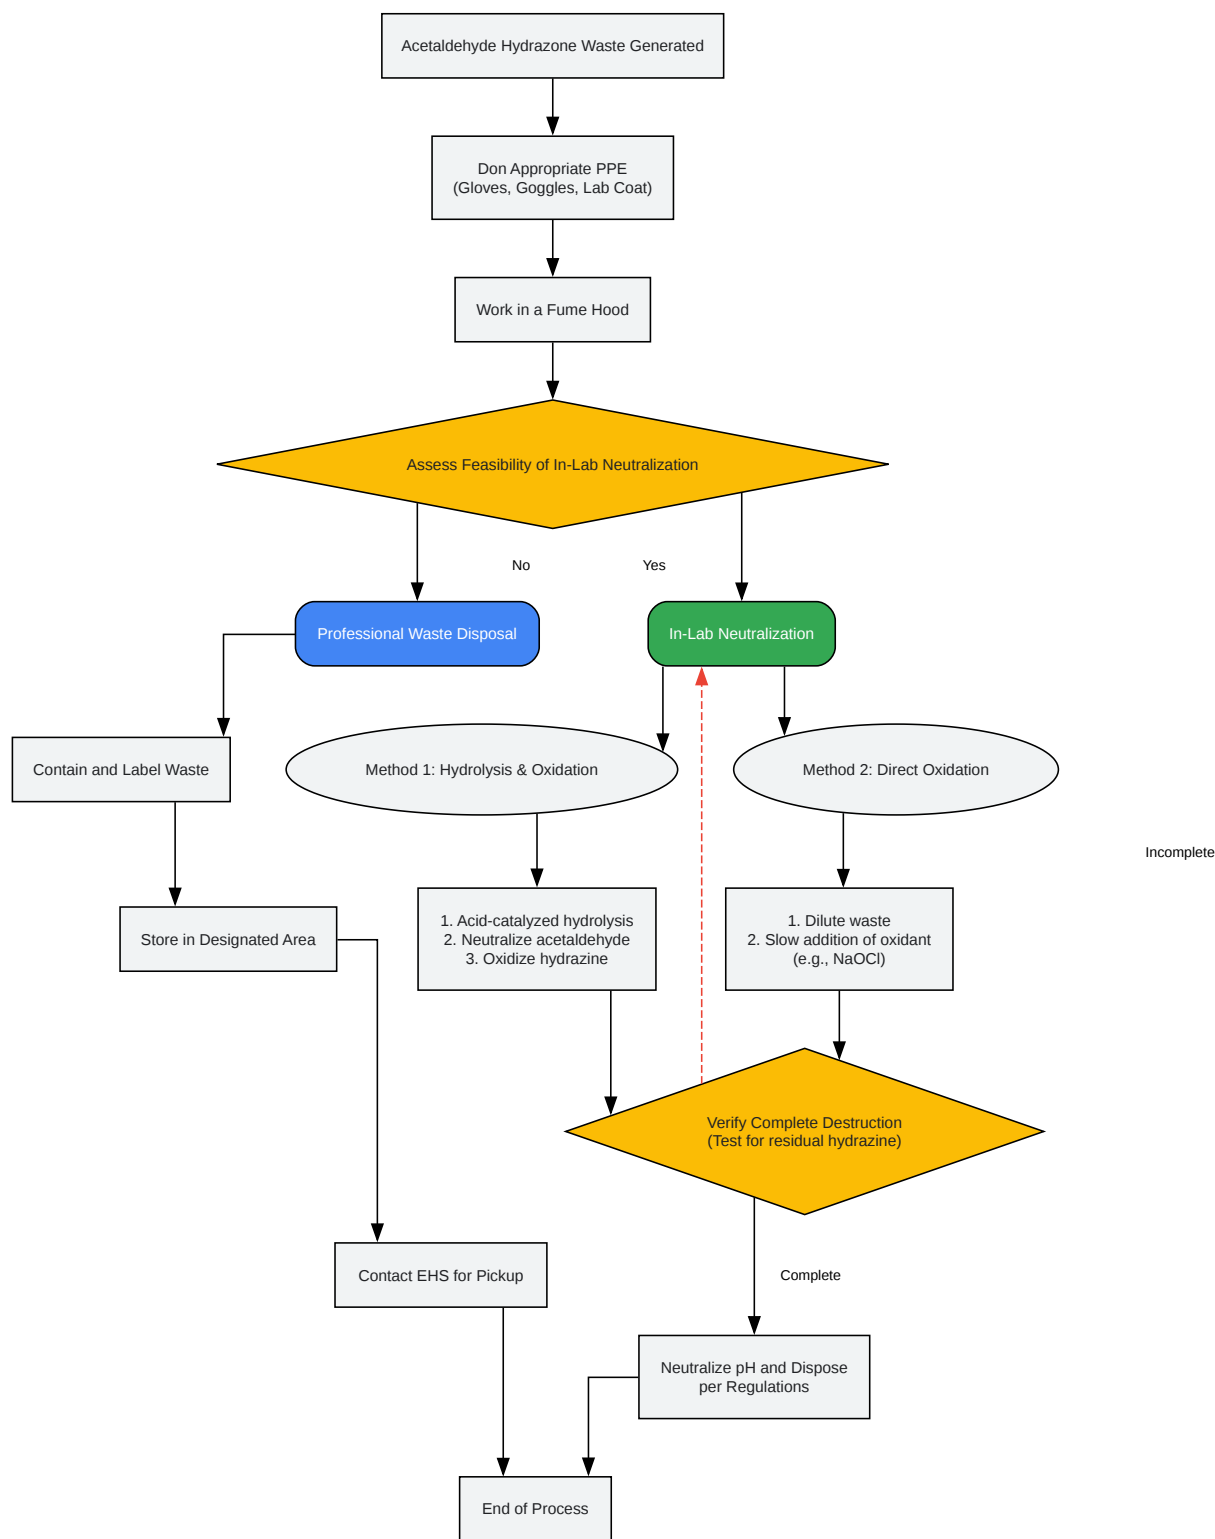 Acetaldehyde Hydrazone Waste Generated
Don Appropriate PPE
(Gloves, Goggles, Lab Coat)
Work in a Fume Hood
Assess Feasibility of In-Lab Neutralization
No
Yes
Professional Waste Disposal
In-Lab Neutralization
Contain and Label Waste
Method 1: Hydrolysis & Oxidation
Method 2: Direct Oxidation
Incomplete
Store in Designated Area
1. Acid-catalyzed hydrolysis
2. Neutralize acetaldehyde
3. Oxidize hydrazine
1. Dilute waste
2. Slow addition of oxidant
(e.g., NaOCl)
Verify Complete Destruction
(Test for residual hydrazine)
Contact EHS for Pickup
Complete
Neutralize pH and Dispose
per Regulations
End of Process